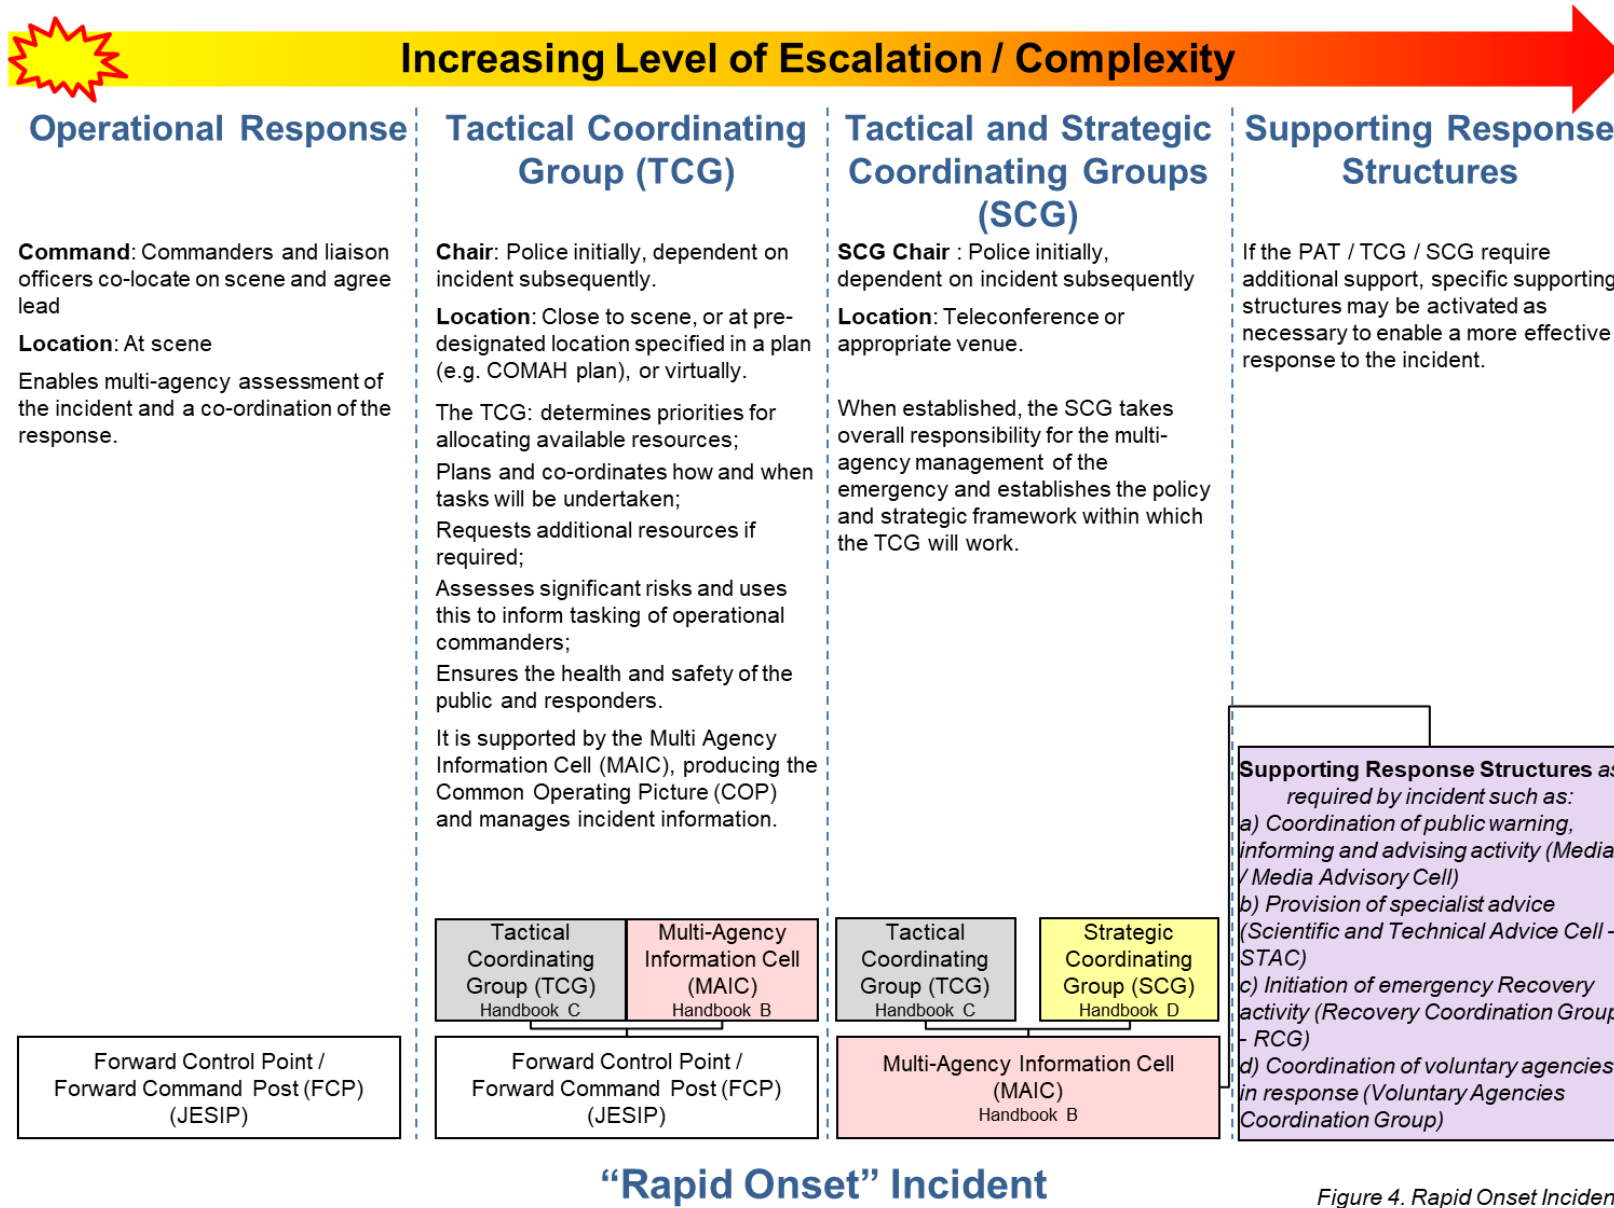 Increasing Level of Escalation / Complexity
Operational Response
Command: Commanders and liaison
officers co-locate on scene and agree
lead
Location: At scene
Enables multi-agency assessment of
the incident and a co-ordination of the
response.
Forward Control Point /
Forward Command Post (FCP)
(JESIP)
Tactical Coordinating
Group (TCG)
Chair: Police initially, dependent on
incident subsequently.
Location: Close to scene, or at pre-
designated location specified in a plan
(e.g. COMAH plan), or virtually.
The TCG: determines priorities for
allocating available resources;
Plans and co-ordinates how and when
tasks will be undertaken;
Requests additional resources if
required;
Assesses significant risks and uses
this to inform tasking of operational
commanders;
Ensures the health and safety of the
public and responders.
It is supported by the Multi Agency
Information Cell (MAIC), producing the
Common Operating Picture (COP)
and manages incident information.
Tactical
Coordinating
Group (TCG)
Handbook C
Multi-Agency
Information Cell
(MAIC)
Handbook B
Forward Control Point /
Forward Command Post (FCP)
(JESIP)
Tactical and Strategic
Coordinating Groups
(SCG)
SCG Chair : Police initially,
dependent on incident subsequently
Location: Teleconference or
appropriate venue.
When established, the SCG takes
overall responsibility for the multi-
agency management of the
emergency and establishes the policy
and strategic framework within which
the TCG will work.
Tactical
Coordinating
Group (TCG)
Handbook C
Strategic
Coordinating
Group (SCG)
Handbook D
Multi-Agency Information Cell
(MAIC)
Handbook B
Supporting Response
Structures
If the PAT / TCG / SCG require
additional support, specific supporting
structures may be activated as
necessary to enable a more effective
response to the incident.
Supporting Response Structures as
required by incident such as:
a) Coordination of public warning,
informing and advising activity (Media
/ Media Advisory Cell)
b) Provision of specialist advice
(Scientific and Technical Advice Cell -
STAC)
c) Initiation of emergency Recovery
activity (Recovery Coordination Group
- RCG)
d) Coordination of voluntary agencies
in response (Voluntary Agencies
Coordination Group)
“Rapid Onset” Incident
Figure 4. Rapid Onset Inciden